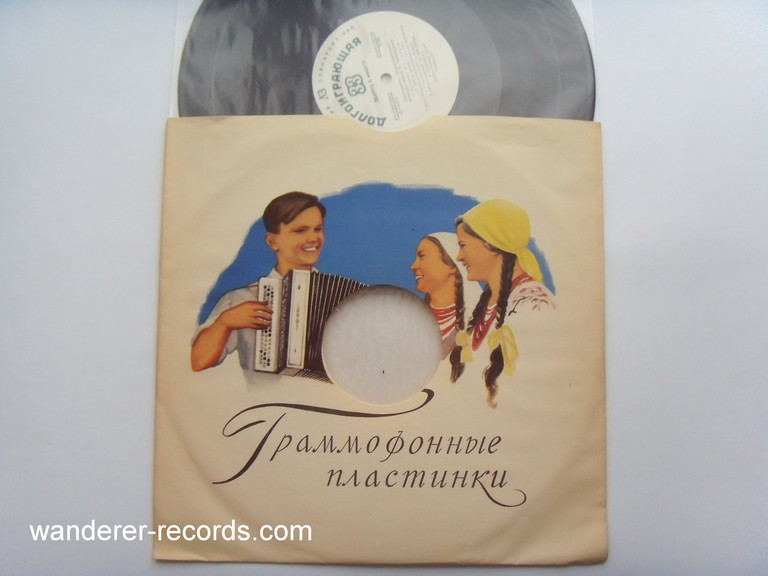 ДОЛГОИГРАЮЩАЯ
33
Граммофонные
пластинки
wanderer-records.com